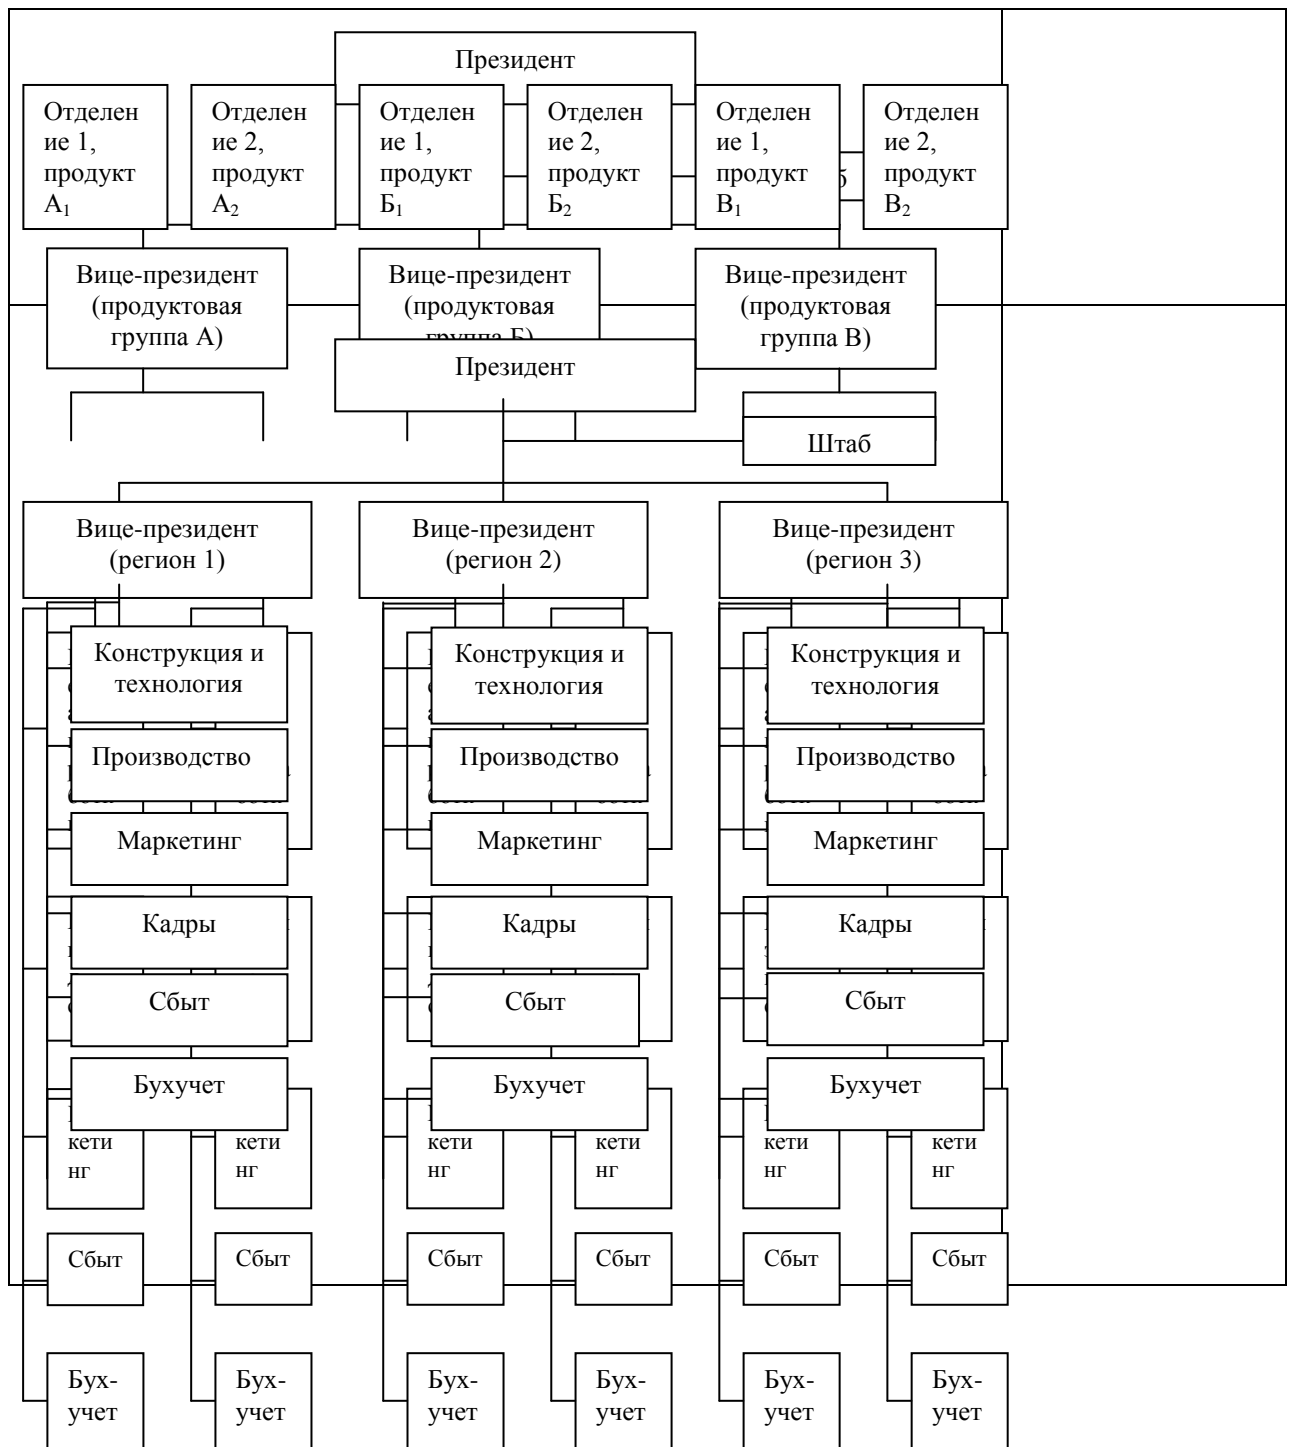 Президент
Отделен
ие 1,
продукт
А₁
Отделен
ие 2,
продукт
А₂
Отделен
ие 1,
продукт
Б₁
Отделен
ие 2,
продукт
Б₂
Отделен
ие 1,
продукт
В₁
Отделен
ие 2,
продукт
В₂
Вице-президент
(продуктовая
группа А)
Вице-президент
(продуктовая
группа Б)
Вице-президент
(продуктовая
группа В)
Президент
Штаб
Вице-президент
(регион 1)
Вице-президент
(регион 2)
Вице-президент
(регион 3)
Конструкция и
технология
Конструкция и
технология
Конструкция и
технология
Производство
Производство
Производство
Маркетинг
Маркетинг
Маркетинг
Кадры
Кадры
Кадры
Сбыт
Сбыт
Сбыт
Бухучет
Бухучет
Бухучет
кети
нг
кети
нг
кети
нг
кети
нг
кети
нг
кети
нг
Сбыт
Сбыт
Сбыт
Сбыт
Сбыт
Сбыт
Бух-
учет
Бух-
учет
Бух-
учет
Бух-
учет
Бух-
учет
Бух-
учет